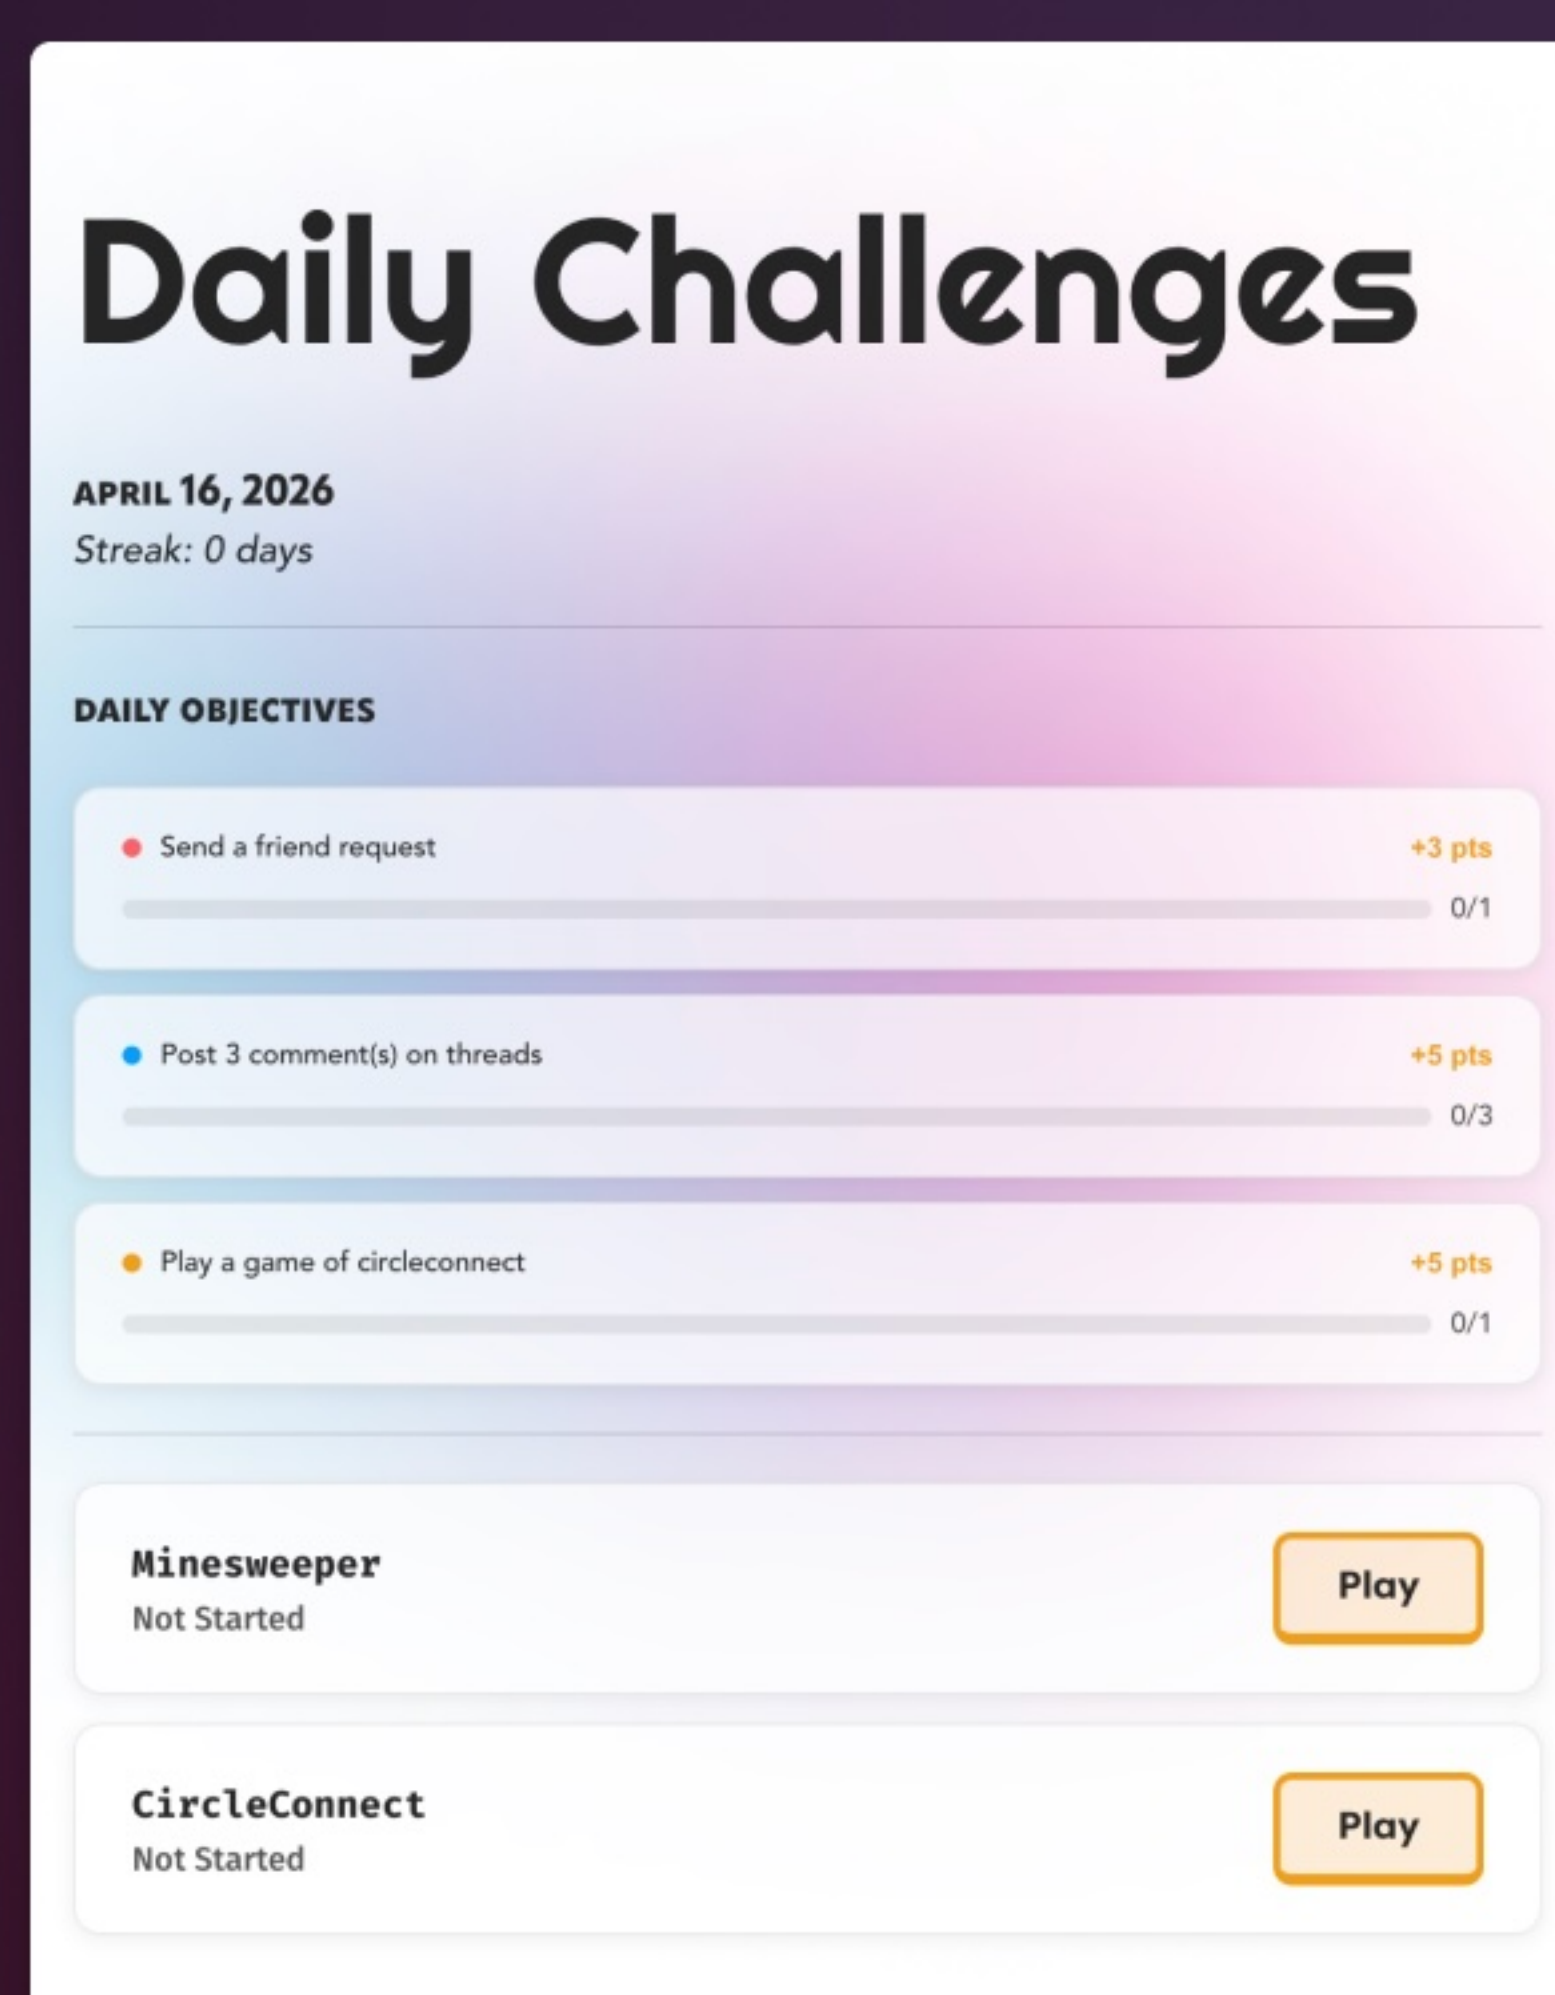 Daily Challenges
APRIL 16, 2026
Streak: 0 days
DAILY OBJECTIVES
Send a friend request +3 pts
0/1
Post 3 comment(s) on threads +5 pts
0/3
Play a game of circleconnect +5 pts
0/1
Minesweeper
Not Started
Play
CircleConnect
Not Started
Play